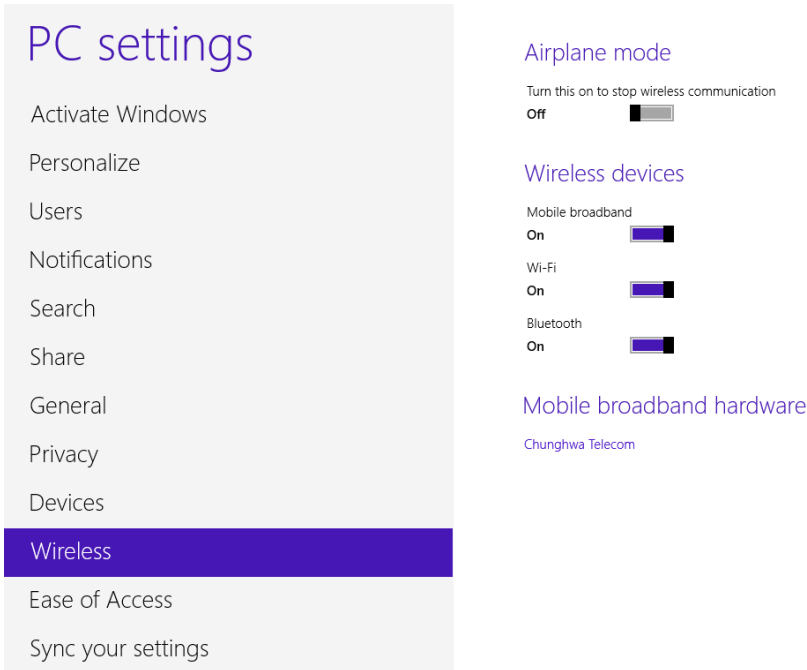 PC settings
Activate Windows
Personalize
Users
Notifications
Search
Share
General
Privacy
Devices
Wireless
Ease of Access
Sync your settings
Airplane mode
Turn this on to stop wireless communication
Off
Wireless devices
Mobile broadband
On
Wi-Fi
On
Bluetooth
On
Mobile broadband hardware
Chunghwa Telecom